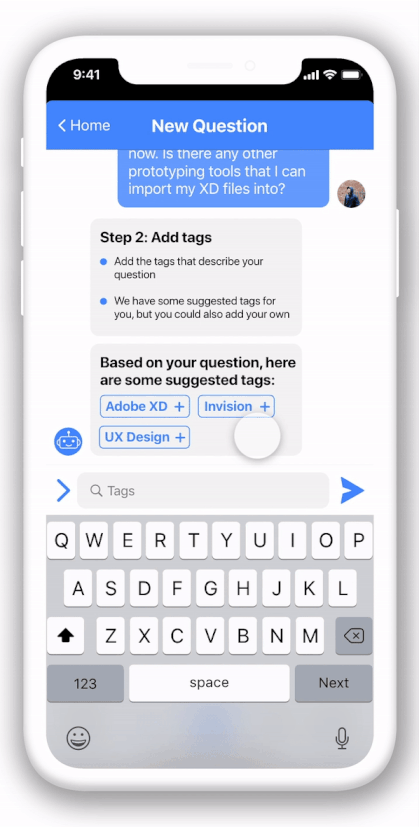 9:41
Home
New Question
now. Is there any other
prototyping tools that I can
import my XD files into?
Step 2: Add tags
Add the tags that describe your
question
We have some suggested tags for
you, but you could also add your own
Based on your question, here
are some suggested tags:
Adobe XD +
Invision +
UX Design +
Tags
Q W E R T Y U I O P
A S D F G H J K L
Z X C V B N M
123
space
Next